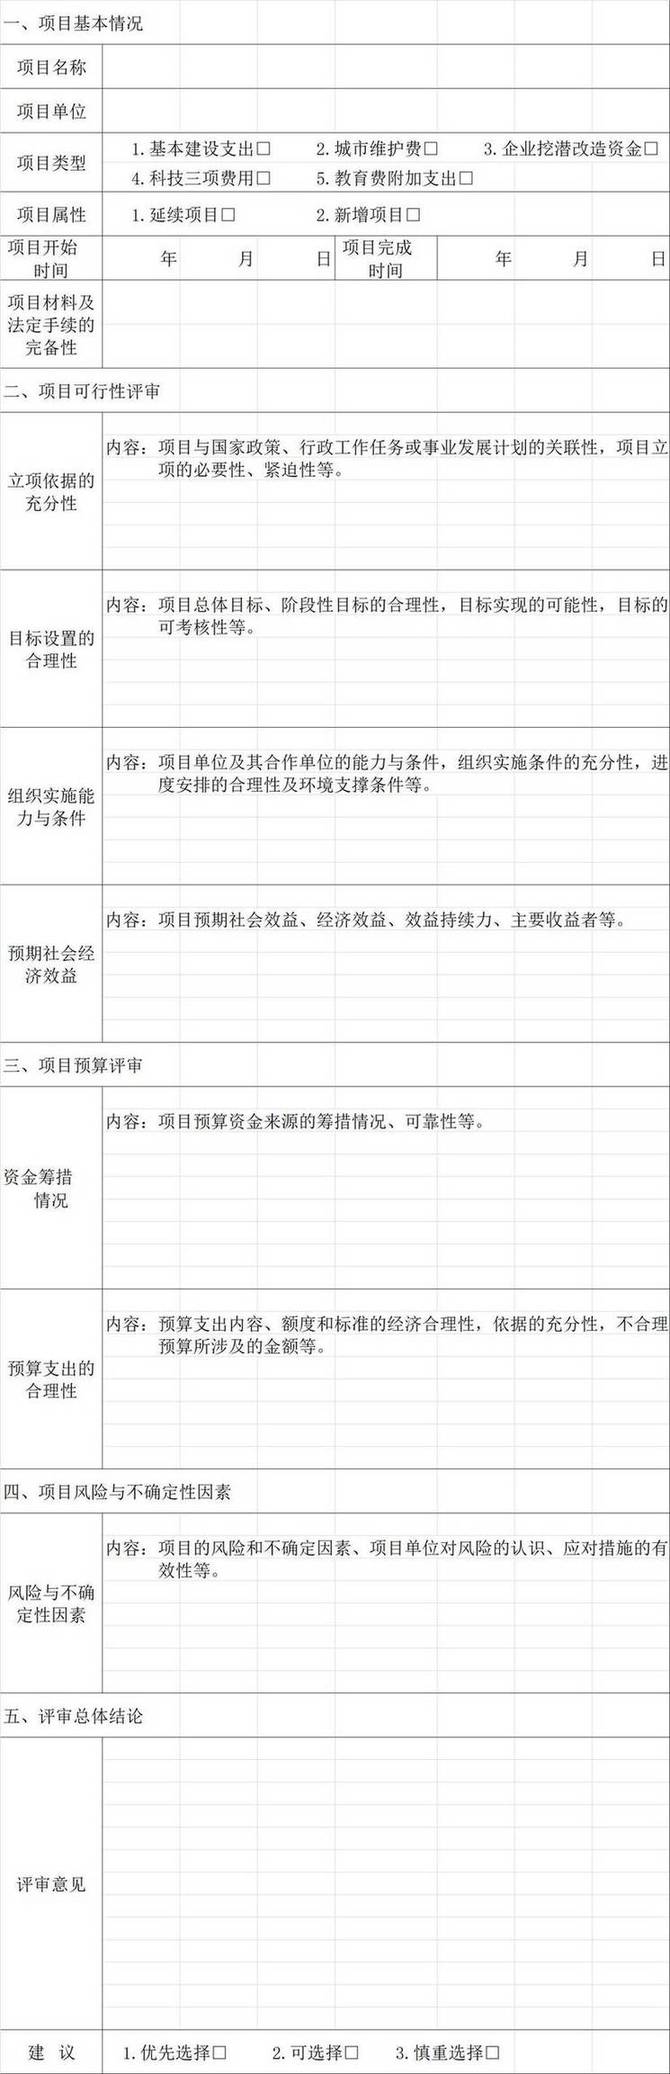 一、项目基本情况
项目名称
项目单位
项目类型
1.基本建设支出□ 2.城市维护费□ 3.企业挖潜改造资金□
4.科技三项费用□ 5.教育费附加支出□
项目属性 1.延续项目□ 2.新增项目□
项目开始
时间
年 月 日
项目完成
时间
年 月 日
项目材料及
法定手续的
完备性
二、项目可行性评审
立项依据的
充分性
内容：项目与国家政策、行政工作任务或事业发展计划的关联性，项目立
项的必要性、紧迫性等。
目标设置的
合理性
内容：项目总体目标、阶段性目标的合理性，目标实现的可能性，目标的
可考核性等。
组织实施能
力与条件
内容：项目单位及其合作单位的能力与条件，组织实施条件的充分性，进
度安排的合理性及环境支撑条件等。
预期社会经
济效益
内容：项目预期社会效益、经济效益、效益持续力、主要收益者等。
三、项目预算评审
资金筹措
情况
内容：项目预算资金来源的筹措情况、可靠性等。
预算支出的
合理性
内容：预算支出内容、额度和标准的经济合理性，依据的充分性，不合理
预算所涉及的金额等。
四、项目风险与不确定性因素
风险与不确
定性因素
内容：项目的风险和不确定因素、项目单位对风险的认识、应对措施的有
效性等。
五、评审总体结论
评审意见
建 议 1.优先选择□ 2.可选择□ 3.慎重选择□